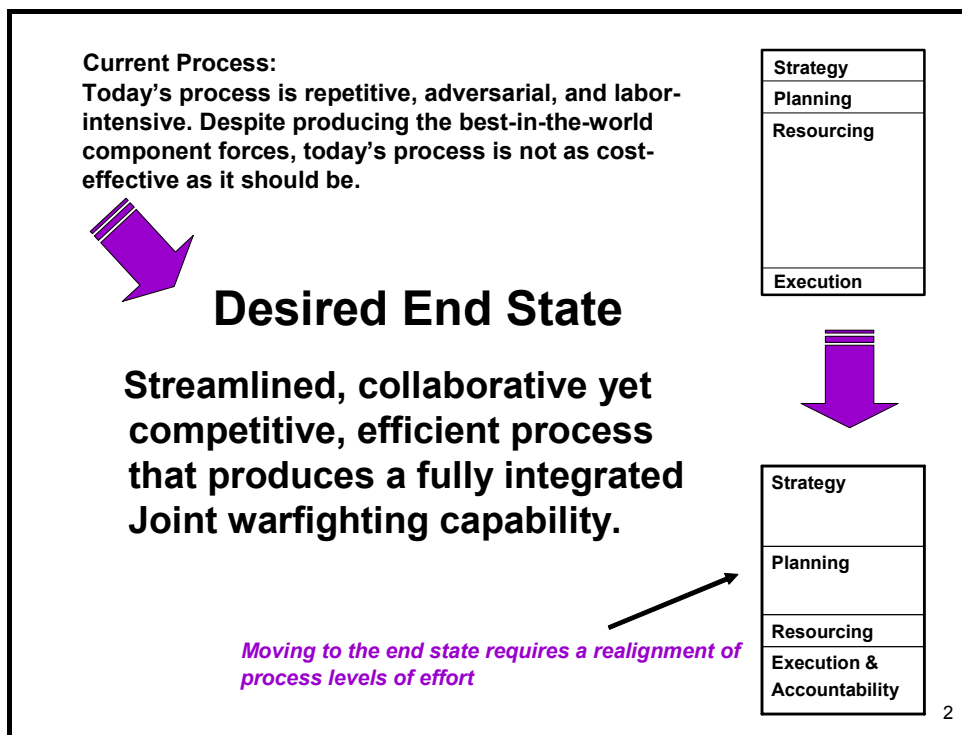 Current Process:
Today's process is repetitive, adversarial, and labor-
intensive. Despite producing the best-in-the-world
component forces, today's process is not as cost-
effective as it should be.
Strategy
Planning
Resourcing
Execution
Desired End State
Streamlined, collaborative yet
competitive, efficient process
that produces a fully integrated
Joint warfighting capability.
Strategy
Planning
Resourcing
Execution &
Accountability
Moving to the end state requires a realignment of
process levels of effort
2